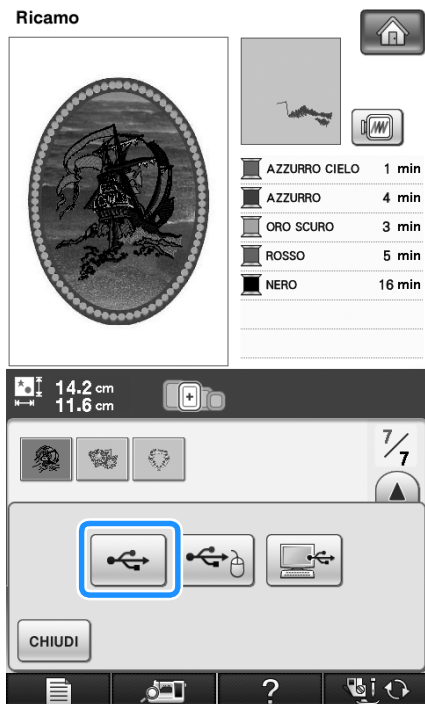 Ricamo
AZZURRO CIELO 1 min
AZZURRO 4 min
ORO SCURO 3 min
ROSSO 5 min
NERO 16 min
14.2 cm
11.6 cm
7/7
CHIUDI
?